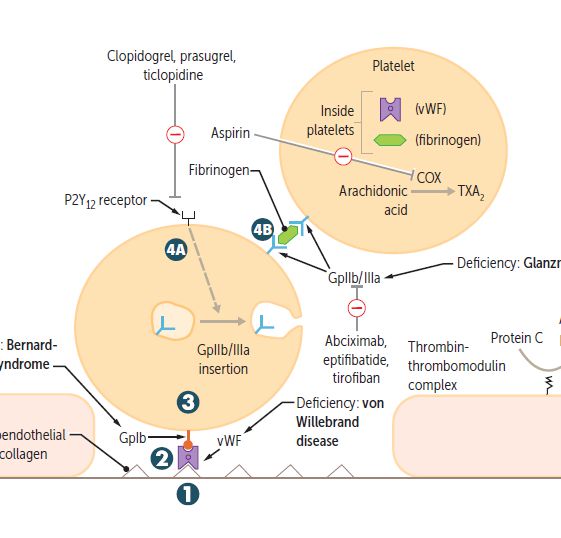 Clopidogrel, prasugrel,
ticlopidine
Platelet
Inside
platelets
(vWF)
(fibrinogen)
Aspirin
COX
Arachidonic
acid
TXA2
Fibrinogen
P2Y12 receptor
4B
4A
GpIIb/IIIa
Deficiency: Glanz
GpIIb/IIIa
insertion
Abciximab,
eptifibatide,
tirofiban
Thrombin-
thrombomodulin
complex
Protein C
: Bernard-
yndrome
3
Deficiency: von
Willebrand
disease
endothelial
collagen
GpIb
vWF
2
1